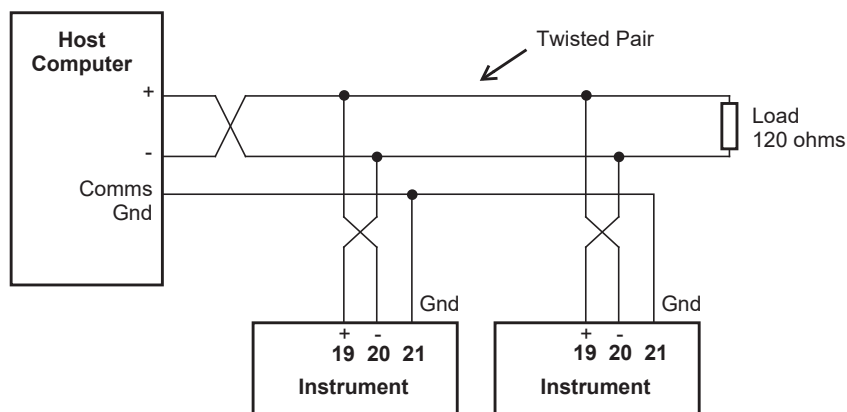 Host
Computer
Twisted Pair
+
-
Load
120 ohms
Comms
Gnd
Gnd
Gnd
+ -
19 20 21
Instrument
+ -
19 20 21
Instrument